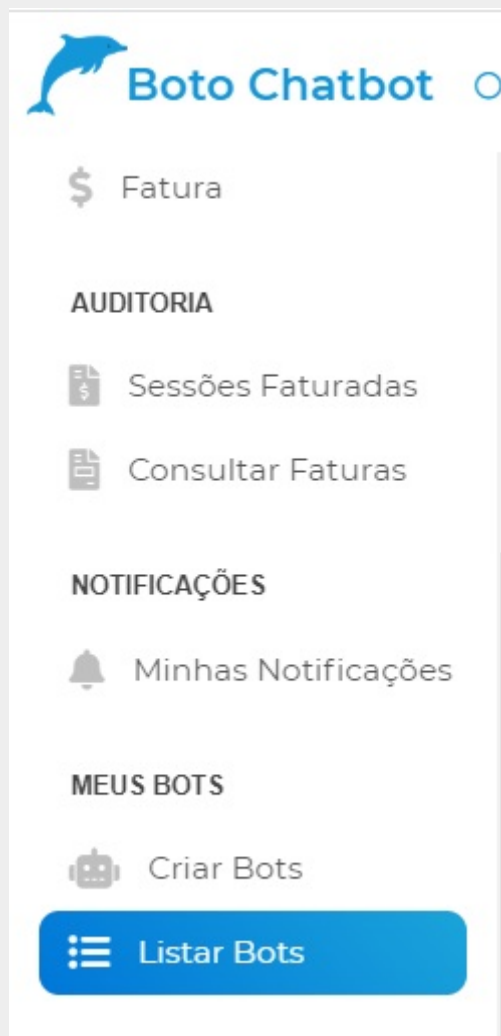 Boto Chatbot
Fatura
AUDITORIA
Sessões Faturadas
Consultar Faturas
NOTIFICAÇÕES
Minhas Notificações
MEUS BOTS
Criar Bots
Listar Bots